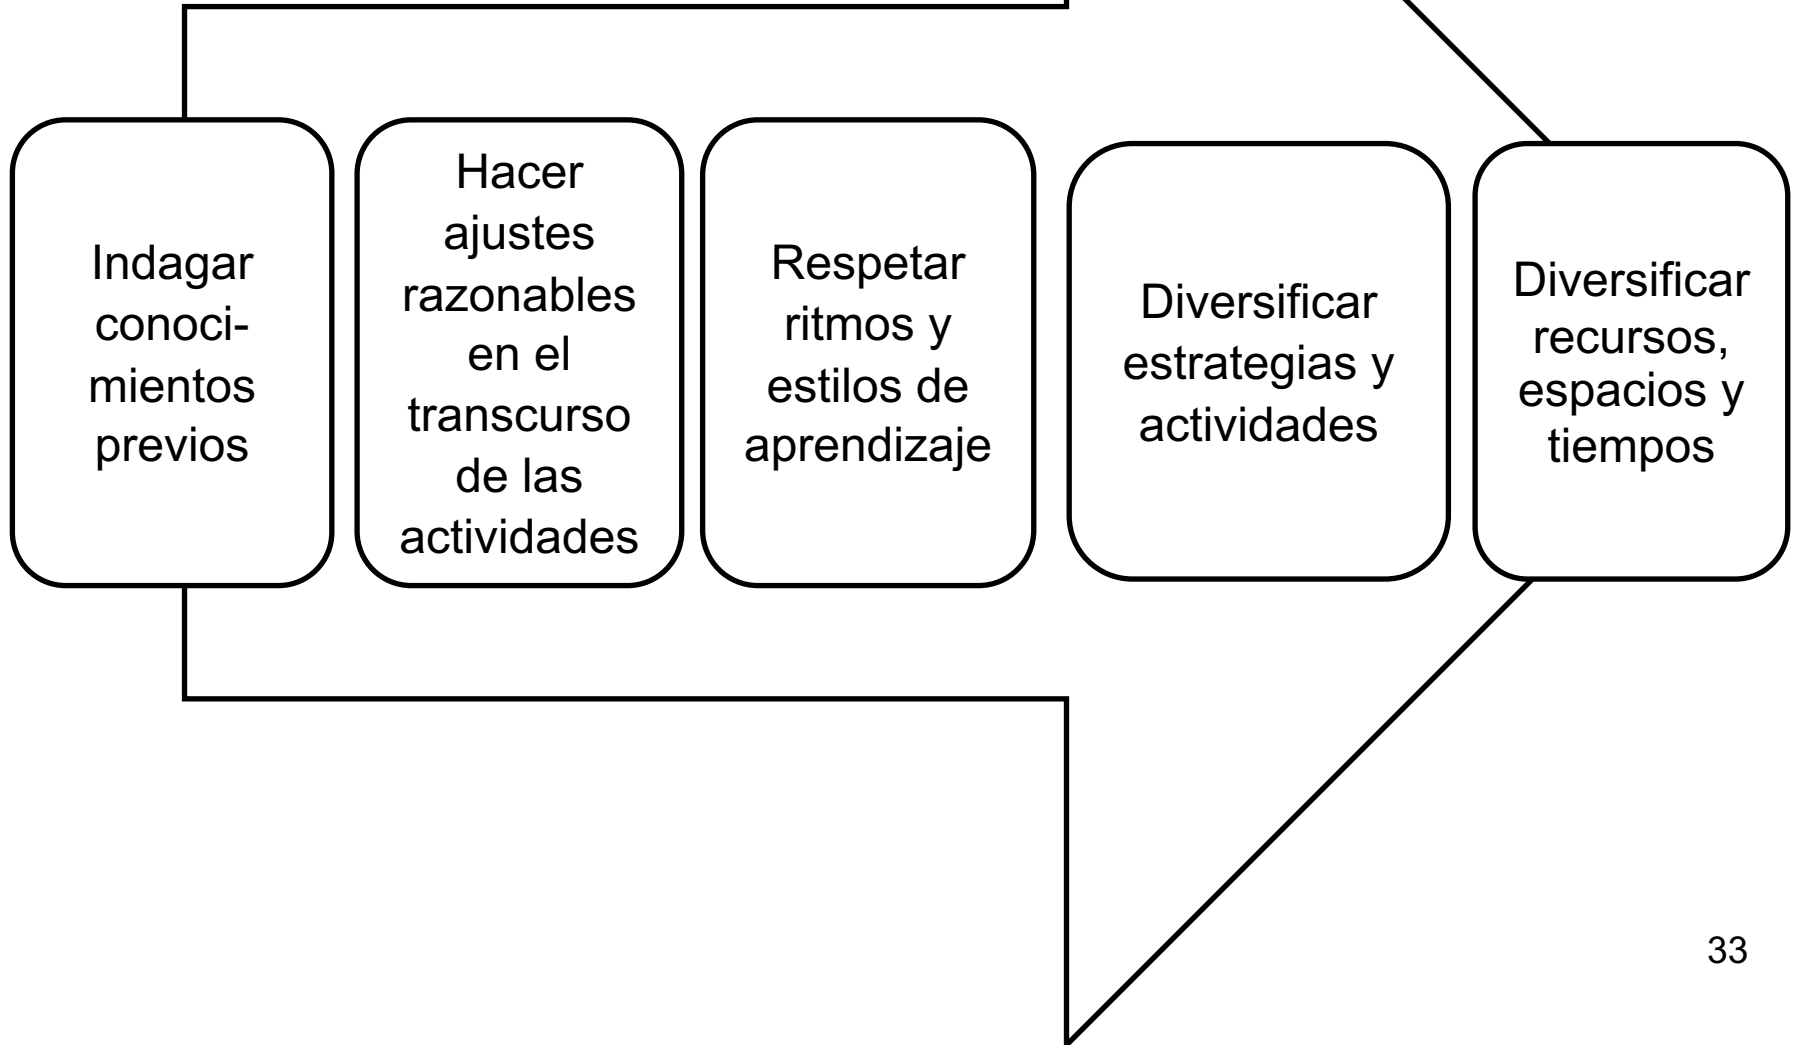 Indagar
conoci-
mientos
previos
Hacer
ajustes
razonables
en el
transcurso
de las
actividades
Respetar
ritmos y
estilos de
aprendizaje
Diversificar
estrategias y
actividades
Diversificar
recursos,
espacios y
tiempos
33